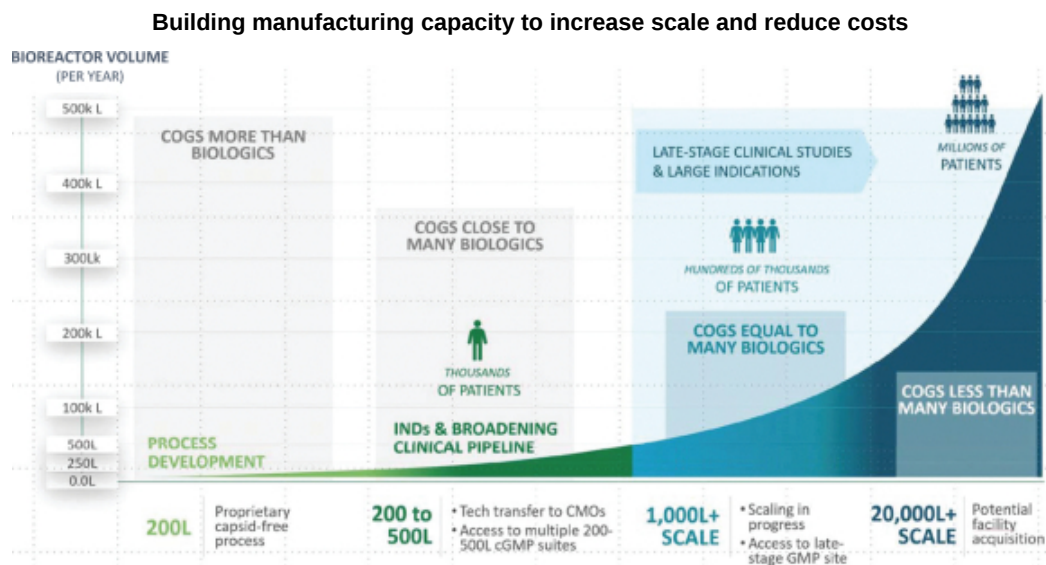 Building manufacturing capacity to increase scale and reduce costs
BIOREACTOR VOLUME
(PER YEAR)
500k L
400k L
300Lk
200k L
100k L
500L
250L
0.0L
COGS MORE THAN
BIOLOGICS
PROCESS
DEVELOPMENT
COGS CLOSE TO
MANY BIOLOGICS
THOUSANDS
OF PATIENTS
INDs & BROADENING
CLINICAL PIPELINE
LATE-STAGE CLINICAL STUDIES
& LARGE INDICATIONS
HUNDREDS OF THOUSANDS
OF PATIENTS
COGS EQUAL TO
MANY BIOLOGICS
MILLIONS OF
PATIENTS
COGS LESS THAN
MANY BIOLOGICS
200L
Proprietary
capsid-free
process
200 to
500L
• Tech transfer to CMOs
• Access to multiple 200-
500L cGMP suites
1,000L+
SCALE
• Scaling in
progress
• Access to late-
stage GMP site
20,000L+
SCALE
Potential
facility
acquisition